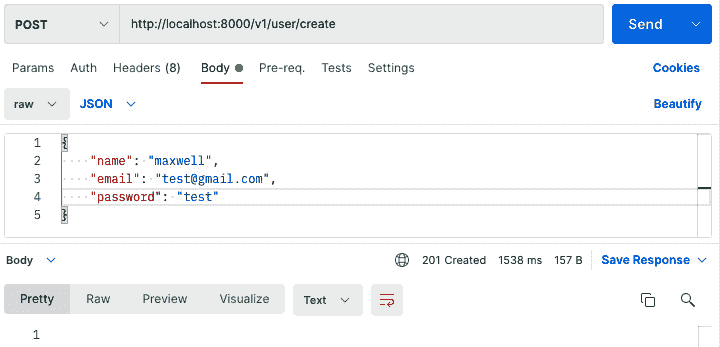 POST http://localhost:8000/v1/user/create Send
Params Auth Headers (8) Body Pre-req. Tests Settings Cookies
raw JSON Beautify
1 {
2 "name": "maxwell",
3 "email": "test@gmail.com",
4 "password": "test"
5 }
Body 201 Created 1538 ms 157 B Save Response
Pretty Raw Preview Visualize Text
1